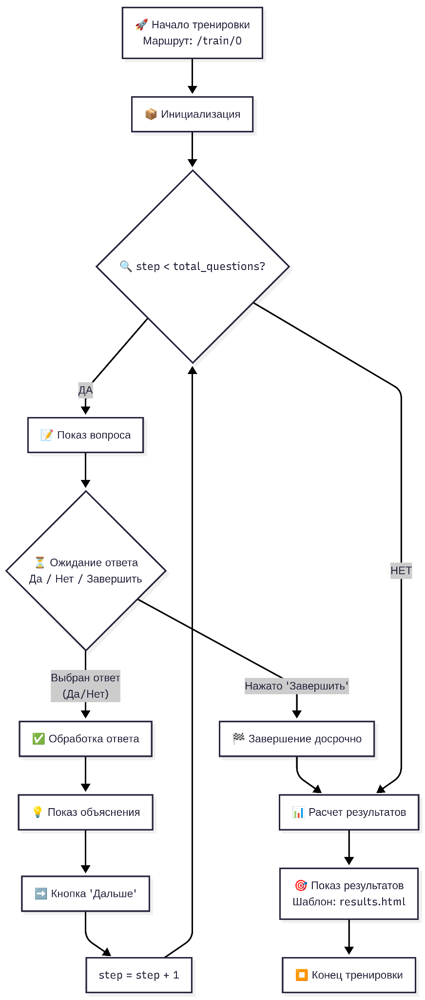 🚀 Начало тренировки
Маршрут: /train/0
📦 Инициализация
🔍 step < total_questions?
ДА
📝 Показ вопроса
⏳ Ожидание ответа
Да / Нет / Завершить
НЕТ
Выбран ответ
(Да/Нет)
Нажато 'Завершить'
✅ Обработка ответа
🏁 Завершение досрочно
💡 Показ объяснения
📊 Расчет результатов
➡️ Кнопка 'Дальше'
🎯 Показ результатов
Шаблон: results.html
step = step + 1
⏹️ Конец тренировки